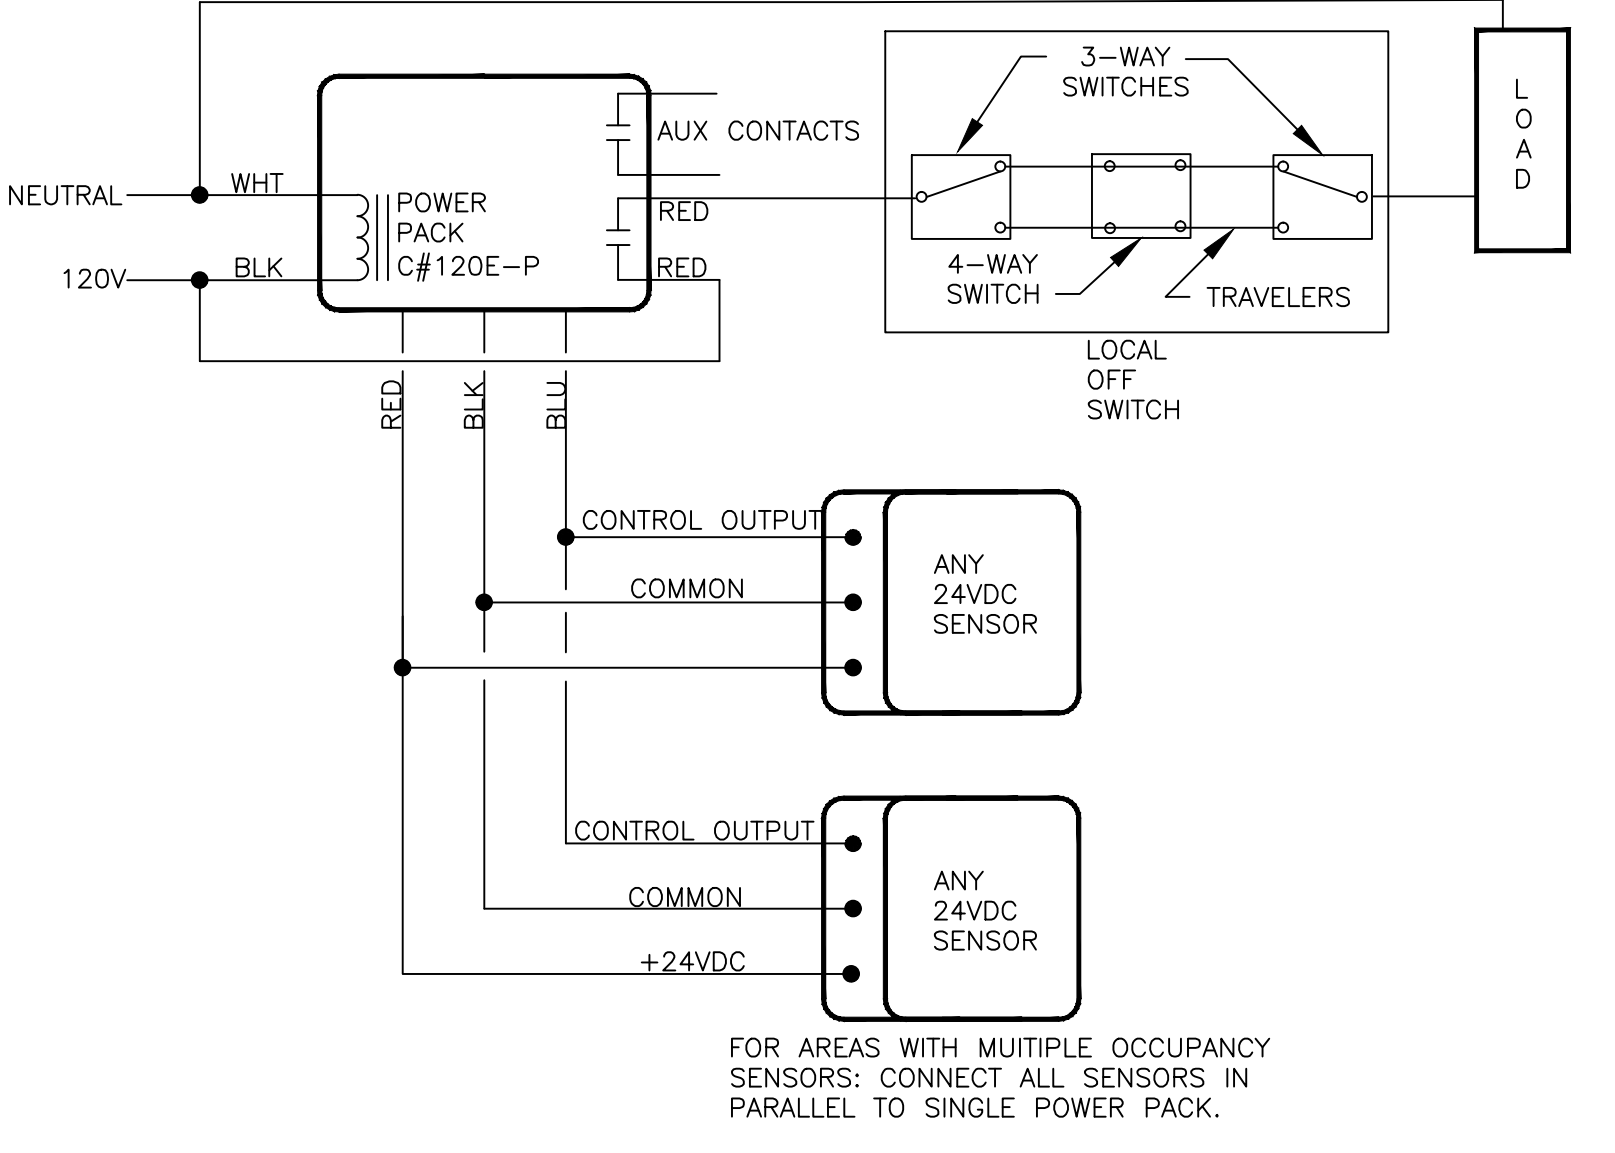 3-WAY
SWITCHES
L
O
A
D
AUX CONTACTS
NEUTRAL
WHT
POWER
PACK
C#120E-P
RED
120V
BLK
RED
4-WAY
SWITCH
TRAVELERS
LOCAL
OFF
SWITCH
RED
BLK
BLU
CONTROL OUTPUT
COMMON
ANY
24VDC
SENSOR
CONTROL OUTPUT
COMMON
+24VDC
ANY
24VDC
SENSOR
FOR AREAS WITH MUITIPLE OCCUPANCY
SENSORS: CONNECT ALL SENSORS IN
PARALLEL TO SINGLE POWER PACK.